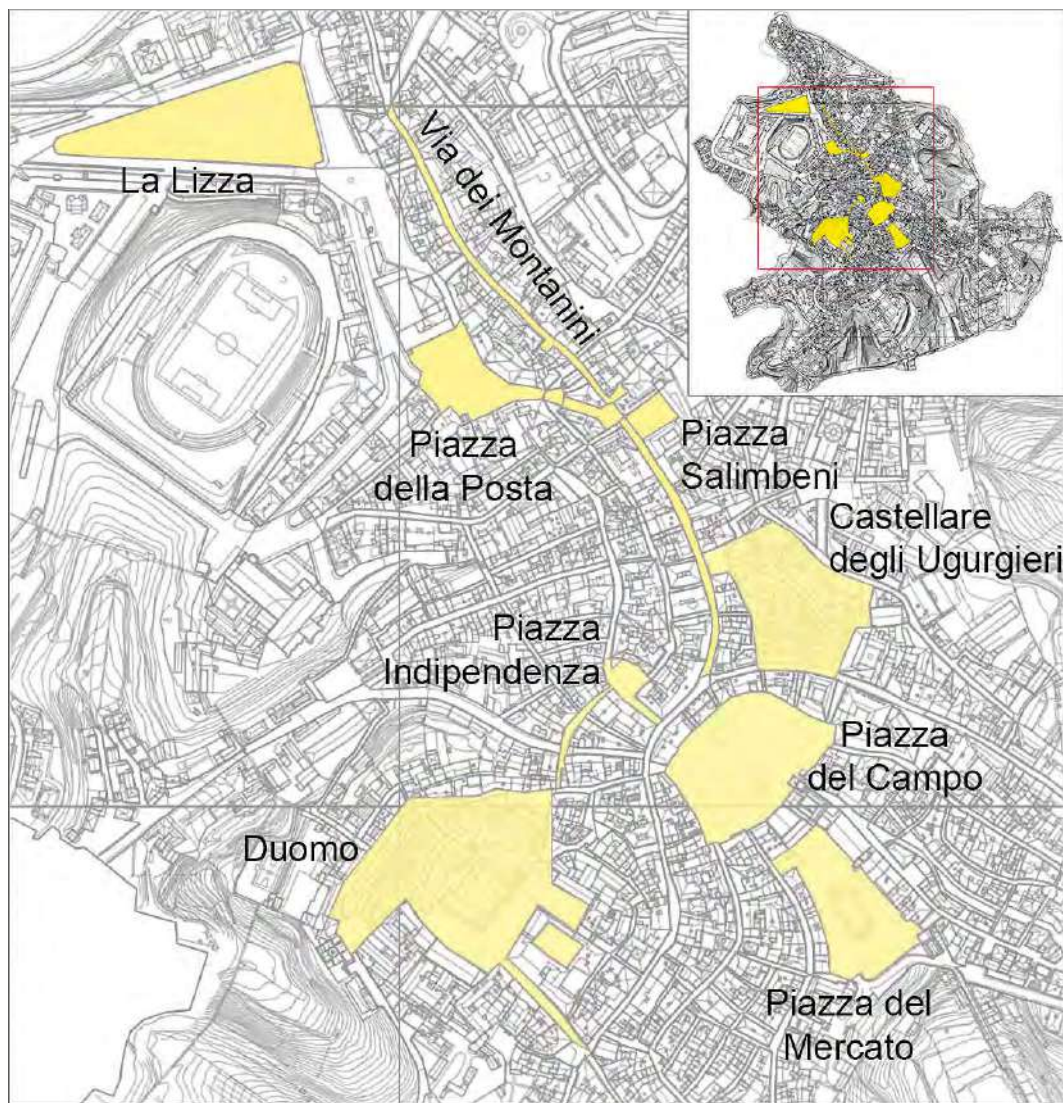 La Lizza
Via dei Montanini
Piazza
della Posta
Piazza
Salimbeni
Castellare
degli Ugurgieri
Piazza
Indipendenza
Piazza
del Campo
Duomo
Piazza del
Mercato